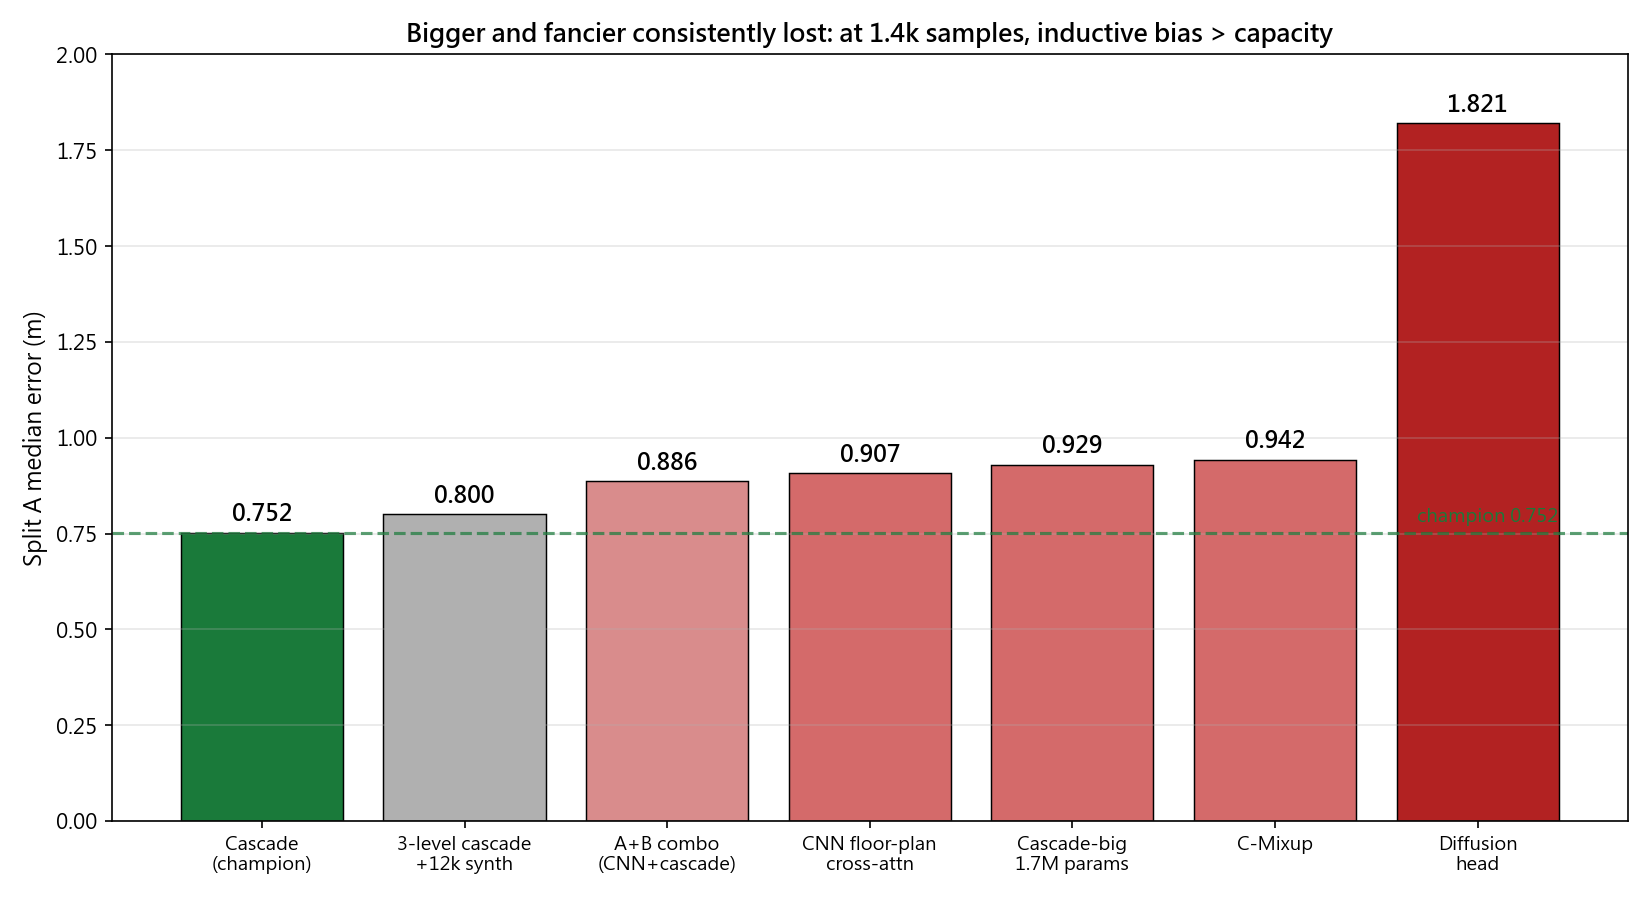 Bigger and fancier consistently lost: at 1.4k samples, inductive bias > capacity
Split A median error (m)
2.00
1.75
1.50
1.25
1.00
0.75
0.50
0.25
0.00
0.752
0.800
0.886
0.907
0.929
0.942
1.821
champion 0.752
Cascade
(champion)
3-level cascade
+12k synth
A+B combo
(CNN+cascade)
CNN floor-plan
cross-attn
Cascade-big
1.7M params
C-Mixup
Diffusion
head